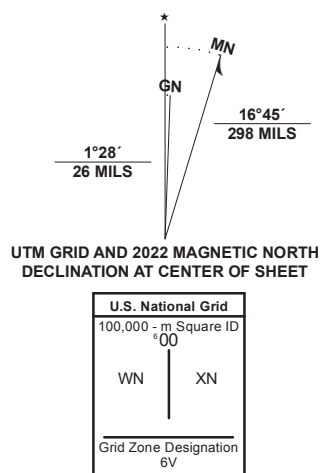 ★
MN
GN
16°45´
298 MILS
1°28´
26 MILS
UTM GRID AND 2022 MAGNETIC NORTH
DECLINATION AT CENTER OF SHEET
U.S. National Grid
100,000 - m Square ID
⁶00
WN XN
Grid Zone Designation
6V